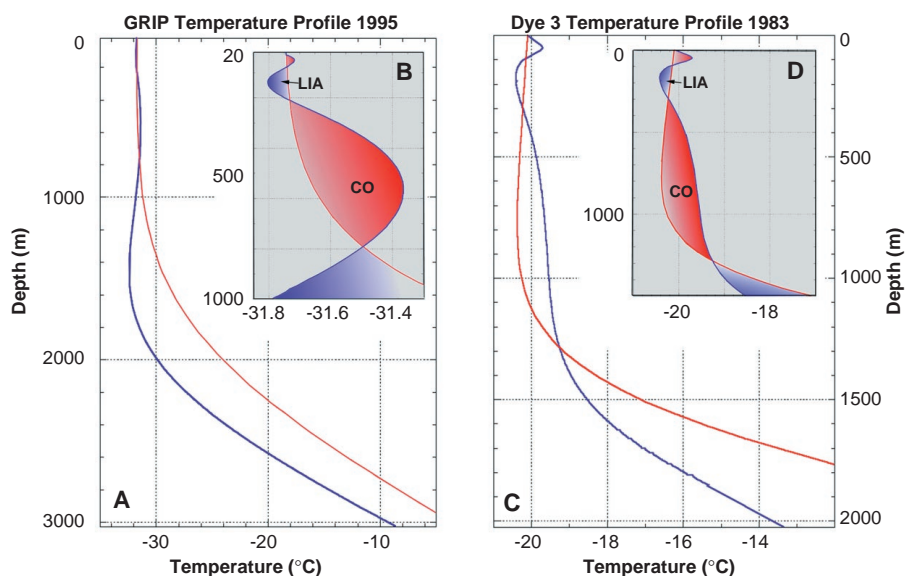 GRIP Temperature Profile 1995
0
1000
2000
3000
Depth (m)
-30
-20
-10
Temperature (°C)
A
20
500
1000
-31.8
-31.6
-31.4
B
LIA
CO
Dye 3 Temperature Profile 1983
0
500
1000
1500
2000
Depth (m)
-20
-18
-16
-14
Temperature (°C)
C
0
1000
-20
-18
D
LIA
CO